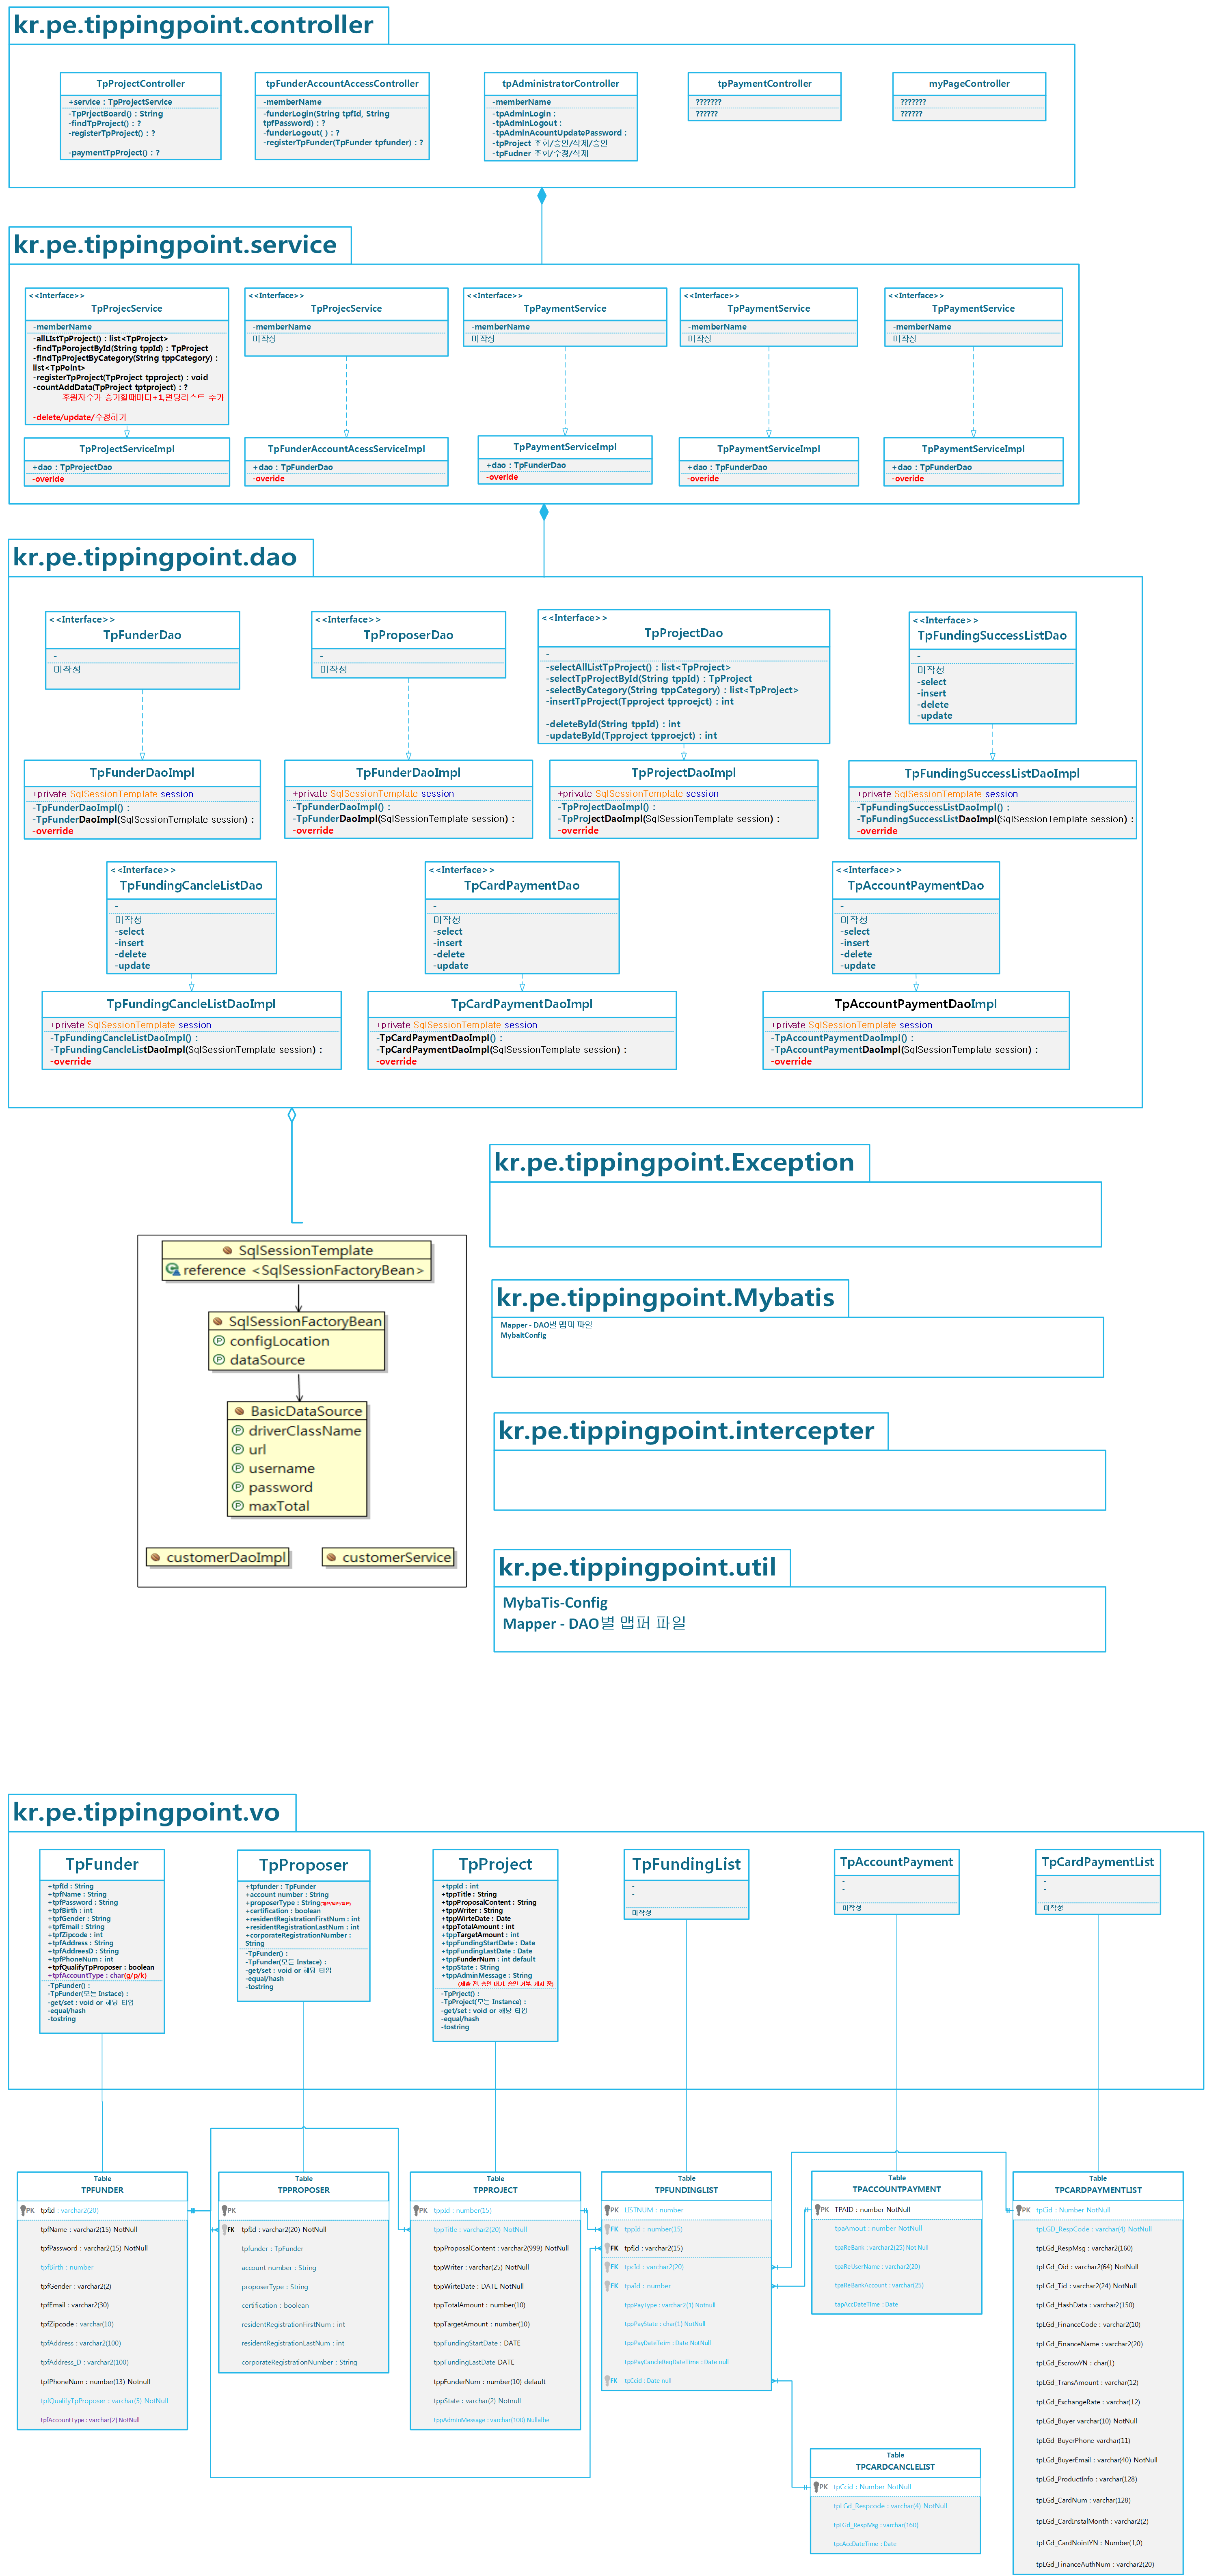 kr.pe.tippingpoint.controller
TpProjectController
+service : TpProjectService
-TpPrjectBoard() : String
-findTpProject() : ?
-registerTpProject() : ?
-paymentTpProject() : ?
tpFunderAccountAccessController
-memberName
-funderLogin(String tpfId, String
tpfPassword) : ?
-funderLogout( ) : ?
-registerTpFunder(TpFunder tpfunder) : ?
tpAdministratorController
-memberName
-tpAdminLogin :
-tpAdminLogout :
-tpAdminAcountUpdatePassword :
-tpProject 조회/승인/삭제/승인
-tpFudner 조회/수정/삭제
tpPaymentController
???????
??????
myPageController
???????
??????
kr.pe.tippingpoint.service
<<Interface>>
TpProjecService
-memberName
-allLIstTpProject() : list<TpProject>
-findTpPorojectById(String tppId) : TpProject
-findTpProjectByCategory(String tppCategory) :
list<TpPoint>
-registerTpProject(TpProject tpproject) : void
-countAddData(TpProject tptproject) : ?
후원자수가 증가할때마다+1,펀딩리스트 추가
-delete/update/수정하기
<<Interface>>
TpProjecService
-memberName
미작성
<<Interface>>
TpPaymentService
-memberName
미작성
<<Interface>>
TpPaymentService
-memberName
미작성
<<Interface>>
TpPaymentService
-memberName
미작성
TpProjectServiceImpl
+dao : TpProjectDao
-overide
TpFunderAccountAcessServiceImpl
+dao : TpFunderDao
-overide
TpPaymentServiceImpl
+dao : TpFunderDao
-overide
TpPaymentServiceImpl
+dao : TpFunderDao
-overide
TpPaymentServiceImpl
+dao : TpFunderDao
-overide
kr.pe.tippingpoint.dao
<<Interface>>
TpFunderDao
-
미작성
<<Interface>>
TpProposerDao
-
미작성
<<Interface>>
TpProjectDao
-
-selectAllListTpProject() : list<TpProject>
-selectTpProjectById(String tppId) : TpProject
-selectByCategory(String tppCategory) : list<TpProject>
-insertTpProject(Tpproject tpproejct) : int
-deleteById(String tppId) : int
-updateById(Tpproject tpproejct) : int
<<Interface>>
TpFundingSuccessListDao
-
미작성
-select
-insert
-delete
-update
TpFunderDaoImpl
+private SqlSessionTemplate session
-TpFunderDaoImpl() :
-TpFunderDaoImpl(SqlSessionTemplate session) :
-override
TpFunderDaoImpl
+private SqlSessionTemplate session
-TpFunderDaoImpl() :
-TpFunderDaoImpl(SqlSessionTemplate session) :
-override
TpProjectDaoImpl
+private SqlSessionTemplate session
-TpProjectDaoImpl() :
-TpProjectDaoImpl(SqlSessionTemplate session) :
-override
TpFundingSuccessListDaoImpl
+private SqlSessionTemplate session
-TpFundingSuccessListDaoImpl() :
-TpFundingSuccessListDaoImpl(SqlSessionTemplate session) :
-override
<<Interface>>
TpFundingCancleListDao
-
미작성
-select
-insert
-delete
-update
<<Interface>>
TpCardPaymentDao
-
미작성
-select
-insert
-delete
-update
<<Interface>>
TpAccountPaymentDao
-
미작성
-select
-insert
-delete
-update
TpFundingCancleListDaoImpl
+private SqlSessionTemplate session
-TpFundingCancleListDaoImpl() :
-TpFundingCancleListDaoImpl(SqlSessionTemplate session) :
-override
TpCardPaymentDaoImpl
+private SqlSessionTemplate session
-TpCardPaymentDaoImpl() :
-TpCardPaymentDaoImpl(SqlSessionTemplate session) :
-override
TpAccountPaymentDaoImpl
+private SqlSessionTemplate session
-TpAccountPaymentDaoImpl() :
-TpAccountPaymentDaoImpl(SqlSessionTemplate session) :
-override
SqlSessionTemplate
reference <SqlSessionFactoryBean>
SqlSessionFactoryBean
configLocation
dataSource
BasicDataSource
driverClassName
url
username
password
maxTotal
customerDaoImpl
customerService
kr.pe.tippingpoint.Exception
kr.pe.tippingpoint.Mybatis
Mapper - DAO별 맵퍼 파일
MybaitConfig
kr.pe.tippingpoint.intercepter
kr.pe.tippingpoint.util
MybaTis-Config
Mapper - DAO별 맵퍼 파일
kr.pe.tippingpoint.vo
TpFunder
+tpfId : String
+tpfName : String
+tpfPassword : String
+tpfBirth : int
+tpfGender : String
+tpfEmail : String
+tpfZipcode : int
+tpfAddress : String
+tpfAddreesD : String
+tpfPhoneNum : int
+tpfQualifyTpProposer : boolean
+tpfAccountType : char(g/p/k)
-TpFunder() :
-TpFunder(모든 Instace) :
-get/set : void or 해당 타입
-equal/hash
-tostring
TpProposer
+tpfunder : TpFunder
+account number : String
+proposerType : String
+certification : boolean
+residentRegistrationFirstNum : int
+residentRegistrationLastNum : int
+corporateRegistrationNumber :
String
-TpFunder() :
-TpFunder(모든 Instace) :
-get/set : void or 해당 타입
-equal/hash
-tostring
TpProject
+tppId : int
+tppTitle : String
+tppProposalContent : String
+tppWriter : String
+tppWirteDate : Date
+tppTotalAmount : int
+tppTargetAmount : int
+tppFundingStartDate : Date
+tppFundingLastDate : Date
+tppFunderNum : int default
+tppState : String
+tppAdminMessage : String
(제출 전, 승인 대기, 승인 거부, 게시 중)
-TpPrject() :
-TpProject(모든 Instance) :
-get/set : void or 해당 타입
-equal/hash
-tostring
TpFundingList
-
-
미작성
TpAccountPayment
-
-
미작성
TpCardPaymentList
-
-
미작성
Table
TPFUNDER
PK tpfId : varchar2(20)
tpfName : varchar2(15) NotNull
tpfPassword : varchar2(15) NotNull
tpfBirth : number
tpfGender : varchar2(2)
tpfEmail : varchar2(30)
tpfZipcode : varchar(10)
tpfAddress : varchar2(100)
tpfAddress_D : varchar2(100)
tpfPhoneNum : number(13) Notnull
tpfQualifyTpProposer : varchar(5) NotNull
tpfAccountType : varchar(2) NotNull
Table
TPPROPOSER
PK
FK tpfId : varchar2(20) NotNull
tpfunder : TpFunder
account number : String
proposerType : String
certification : boolean
residentRegistrationFirstNum : int
residentRegistrationLastNum : int
corporateRegistrationNumber : String
Table
TPPROJECT
PK tppId : number(15)
tppTitle : varchar2(20) NotNull
tppProposalContent : varchar2(999) NotNull
tppWriter : varchar(25) NotNull
tppWirteDate : DATE NotNull
tppTotalAmount : number(10)
tppTargetAmount : number(10)
tppFundingStartDate : DATE
tppFundingLastDate DATE
tppFunderNum : number(10) default
tppState : varchar(2) Notnull
tppAdminMessage : varchar(100) Nullalbe
Table
TPFUNDINGLIST
PK LISTNUM : number
FK tppId : number(15)
FK tpfId : varchar2(15)
FK tpcId : varchar2(20)
FK tpaId : number
tppPayType : varchar2(1) Notnull
tppPayState : char(1) NotNull
tppPayDateTeim : Date NotNull
tppPayCancleReqDateTime : Date null
FK tpCcid : Date null
Table
TPACCOUNTPAYMENT
PK TPAID : number NotNull
tpaAmout : number NotNull
tpaReBank : varchar2(25) Not Null
tpaReUserName : varchar2(20)
tpaReBankAccount : varchar(25)
tapAccDateTime : Date
Table
TPCARDPAYMENTLIST
PK tpCid : Number NotNull
tpLGD_RespCode : varchar(4) NotNull
tpLGd_RespMsg : varchar2(160)
tpLGd_Oid : varchar2(64) NotNull
tpLGd_Tid : varchar2(24) NotNull
tpLGd_HashData : varchar2(150)
tpLGd_FinanceCode : varchar2(10)
tpLGd_FinanceName : varchar2(20)
tpLGd_EscrowYN : char(1)
tpLGd_TransAmount : varchar(12)
tpLGd_ExchangeRate : varchar(12)
tpLGd_Buyer varchar(10) NotNull
tpLGd_BuyerPhone varchar(11)
tpLGd_BuyerEmail : varchar(40) NotNull
tpLGd_ProductInfo : varchar(128)
tpLGd_CardNum : varchar(128)
tpLGd_CardInstalMonth : varchar2(2)
tpLGd_CardNointYN : Number(1,0)
tpLGd_FinanceAuthNum : varchar2(20)
Table
TPCARDCANCLELIST
PK tpCcid : Number NotNull
tpLGd_Respcode : varchar(4) NotNull
tpLGd_RespMsg : varchar(160)
tpcAccDateTime : Date